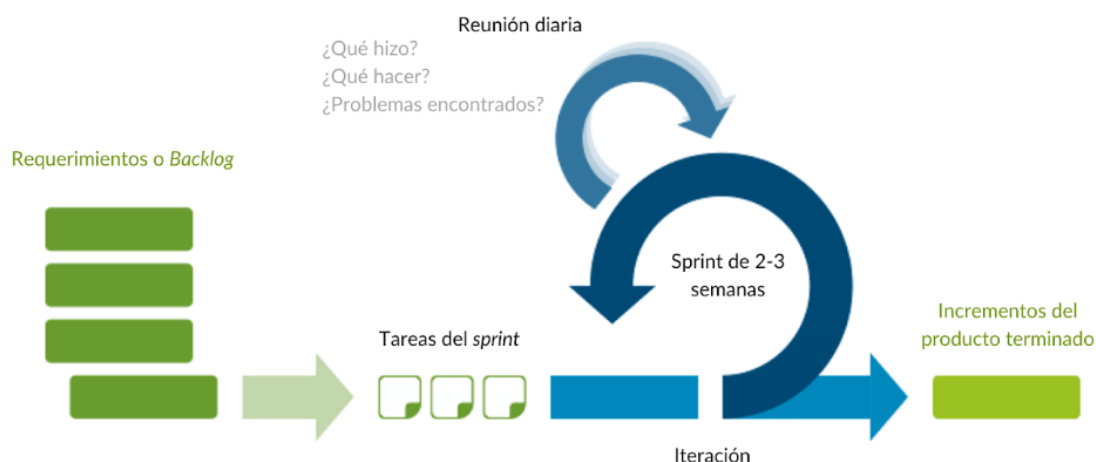 Reunión diaria
¿Qué hizo?
¿Qué hacer?
¿Problemas encontrados?
Requerimientos o Backlog
Sprint de 2-3
semanas
Tareas del sprint
Incrementos del
producto terminado
Iteración